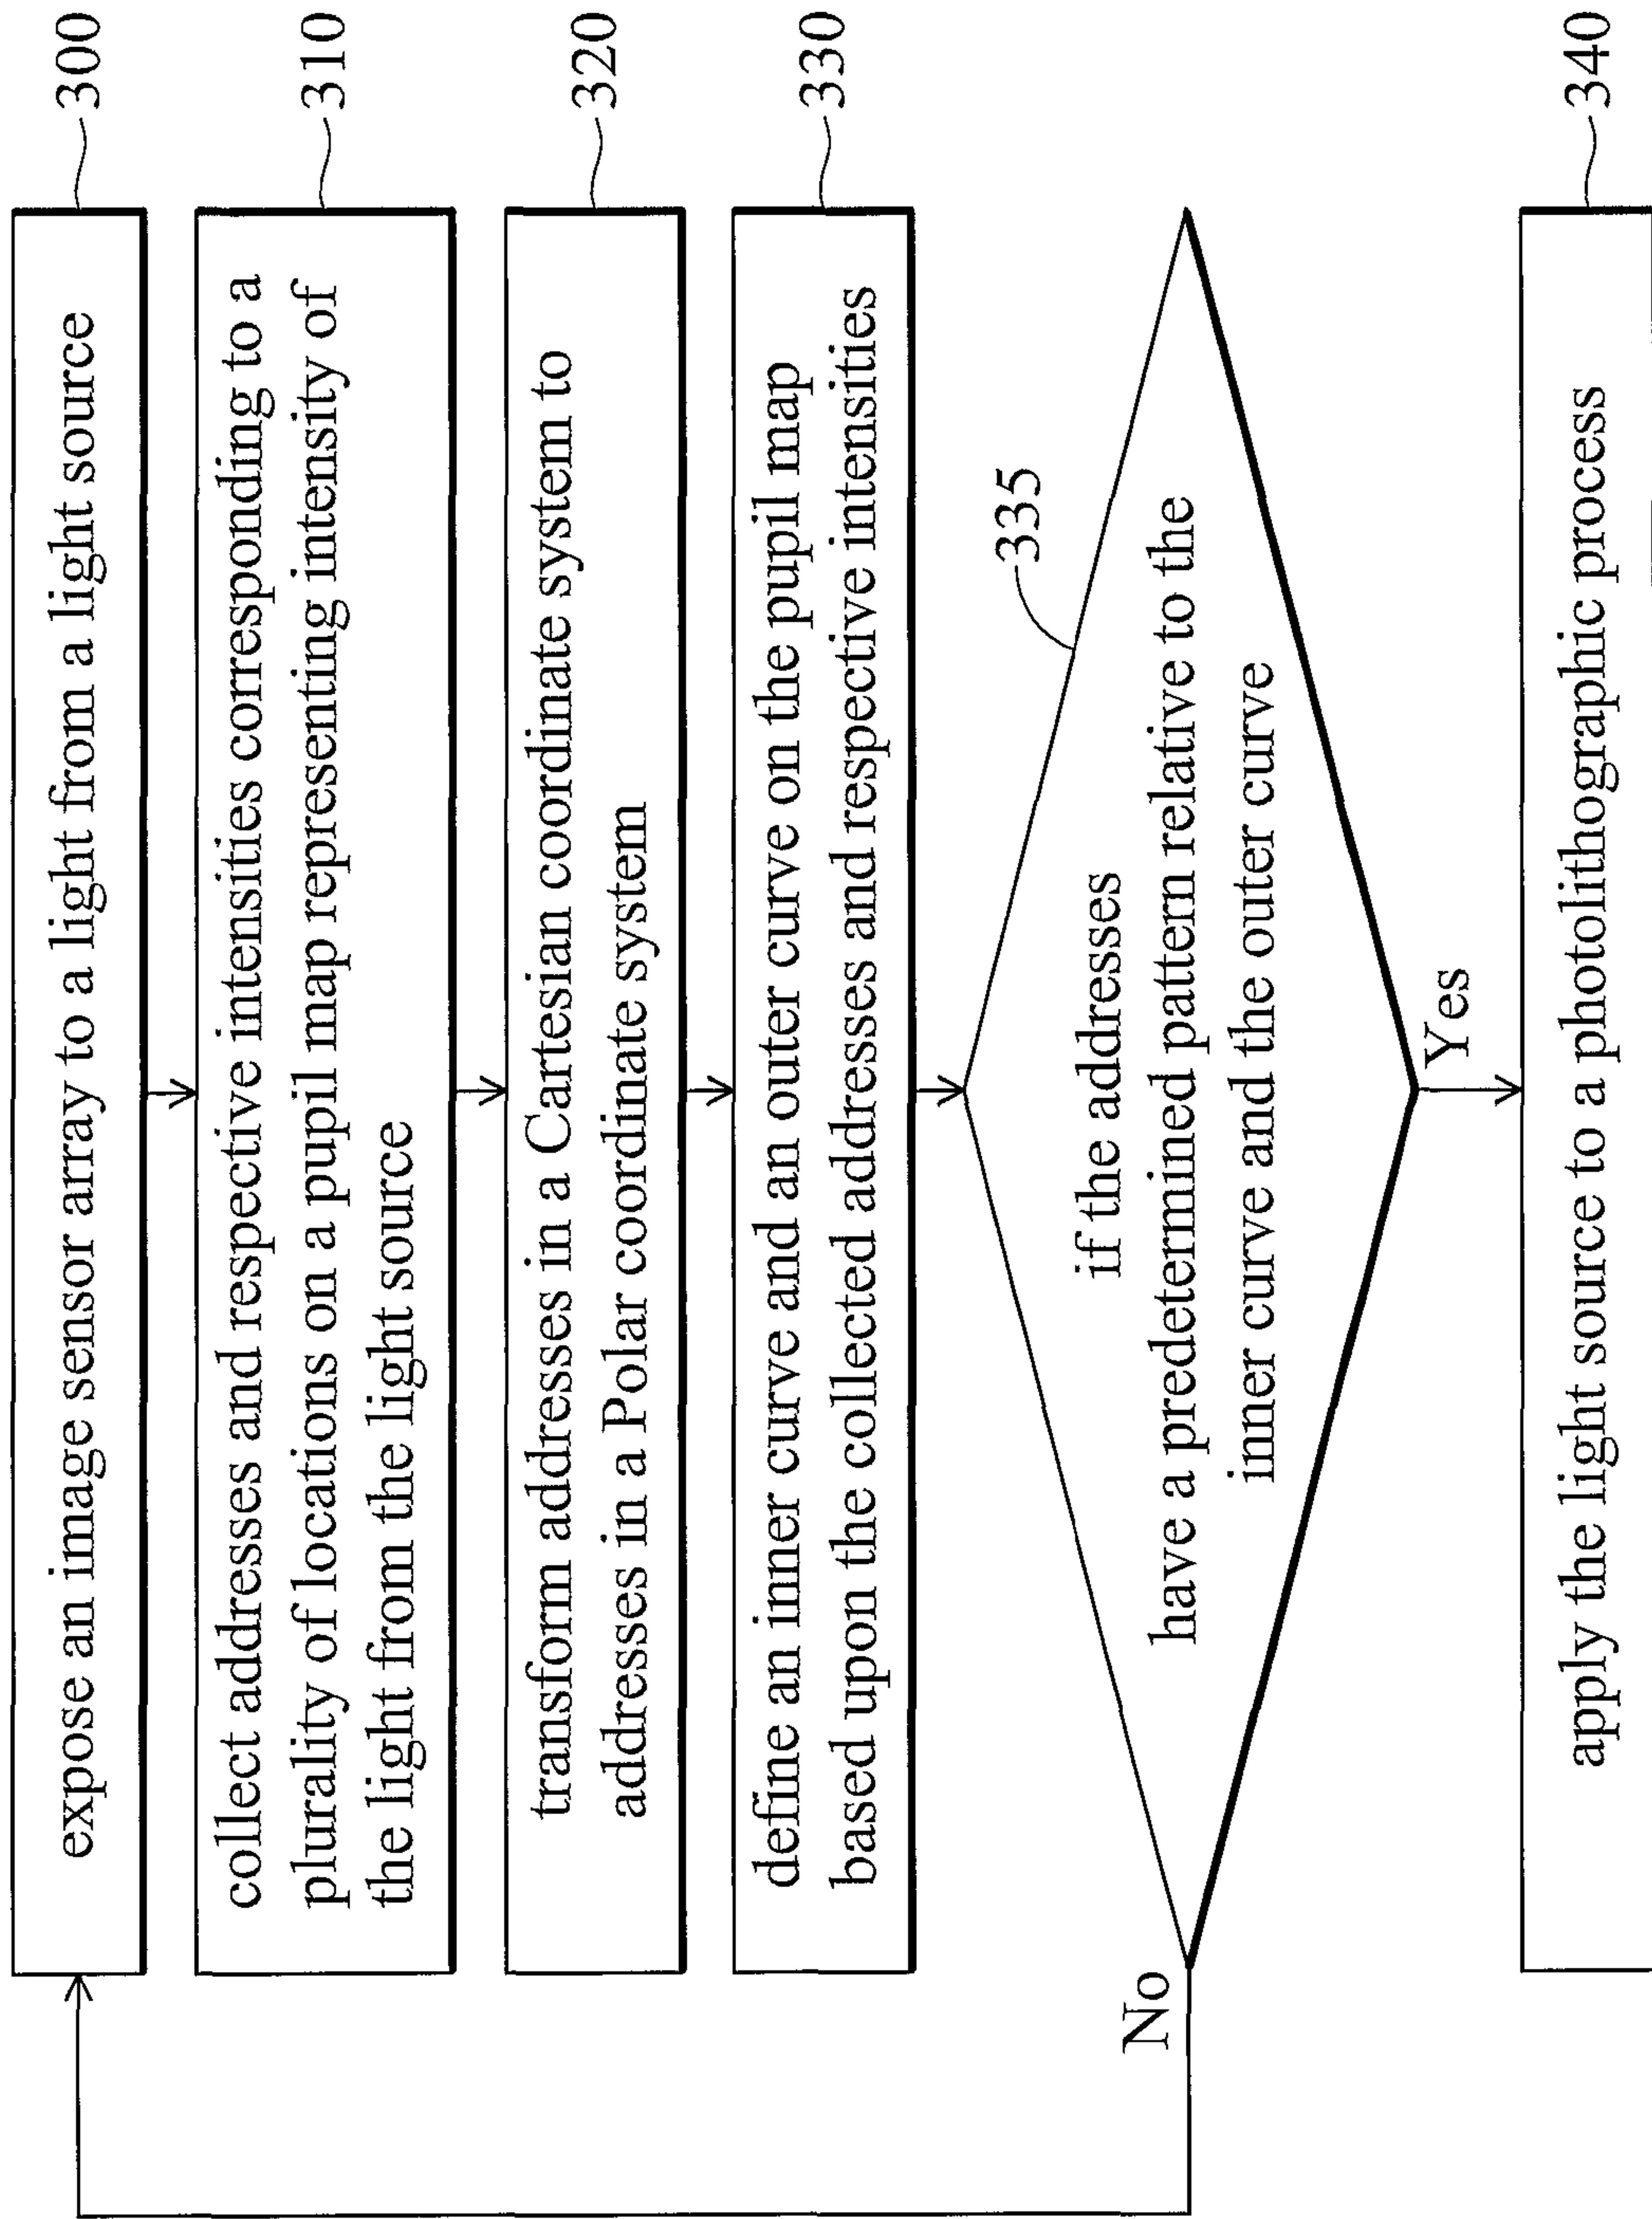 expose an image sensor array to a light from a light source
300
collect addresses and respective intensities corresponding to a
plurality of locations on a pupil map representing intensity of
the light from the light source
310
transform addresses in a Cartesian coordinate system to
addresses in a Polar coordinate system
320
define an inner curve and an outer curve on the pupil map
based upon the collected addresses and respective intensities
330
335
if the addresses
have a predetermined pattern relative to the
inner curve and the outer curve
No
Yes
apply the light source to a photolithographic process
340